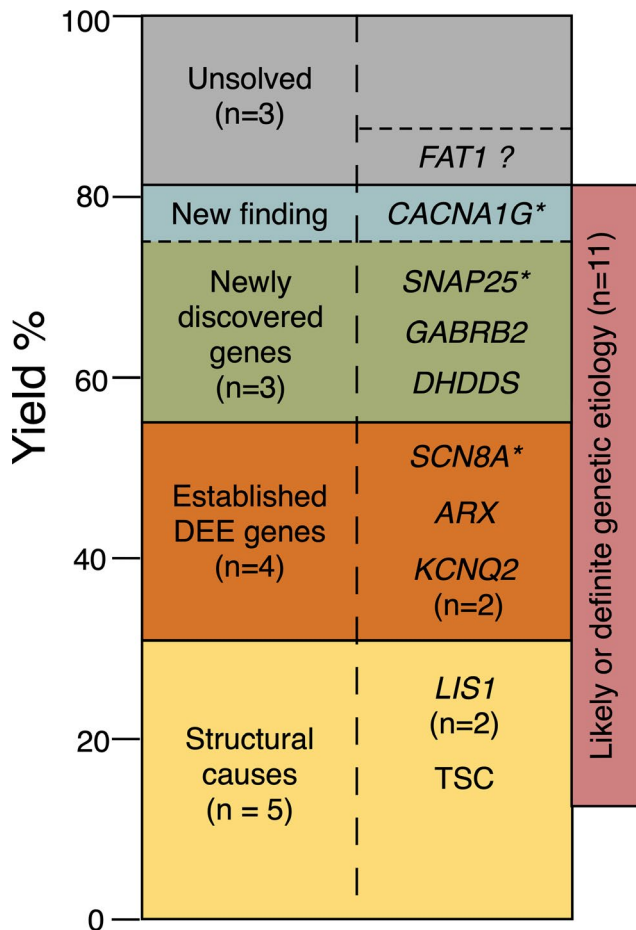 Yield %
100
80
60
40
20
0
Unsolved
(n=3)
FAT1 ?
New finding
CACNA1G*
Newly
discovered
genes
(n=3)
SNAP25*
GABRB2
DHDDS
Established
DEE genes
(n=4)
SCN8A*
ARX
KCNQ2
(n=2)
Structural
causes
(n = 5)
LIS1
(n=2)
TSC
Likely or definite genetic etiology (n=11)